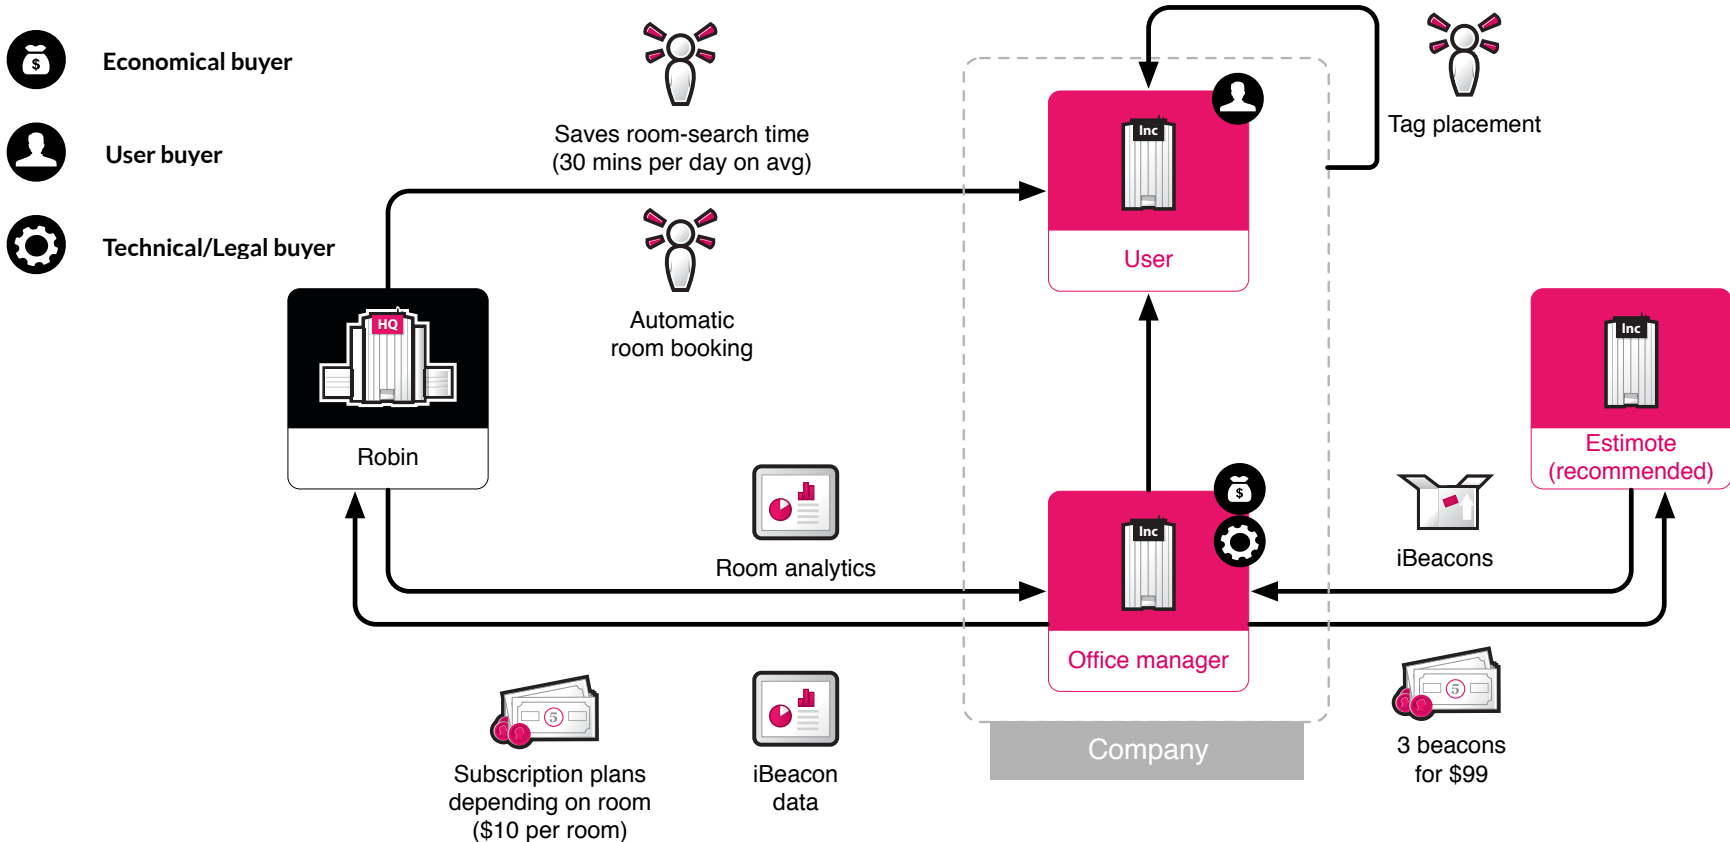 Economical buyer
User buyer
Technical/Legal buyer
$
Saves room-search time
(30 mins per day on avg)
Automatic
room booking
Tag placement
Inc
User
HQ
Robin
Inc
Estimote
(recommended)
Room analytics
$
Inc
Office manager
iBeacons
5
Subscription plans
depending on room
($10 per room)
iBeacon
data
Company
5
3 beacons
for $99